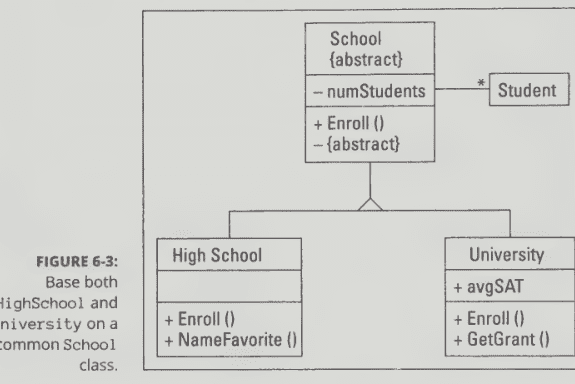 School
{abstract}
– numStudents
* Student
+ Enroll ()
– {abstract}
High School
+ Enroll ()
+ NameFavorite ()
University
+ avgSAT
+ Enroll ()
+ GetGrant ()
FIGURE 6-3:
Base both
HighSchool and
niversity on a
common School
class.